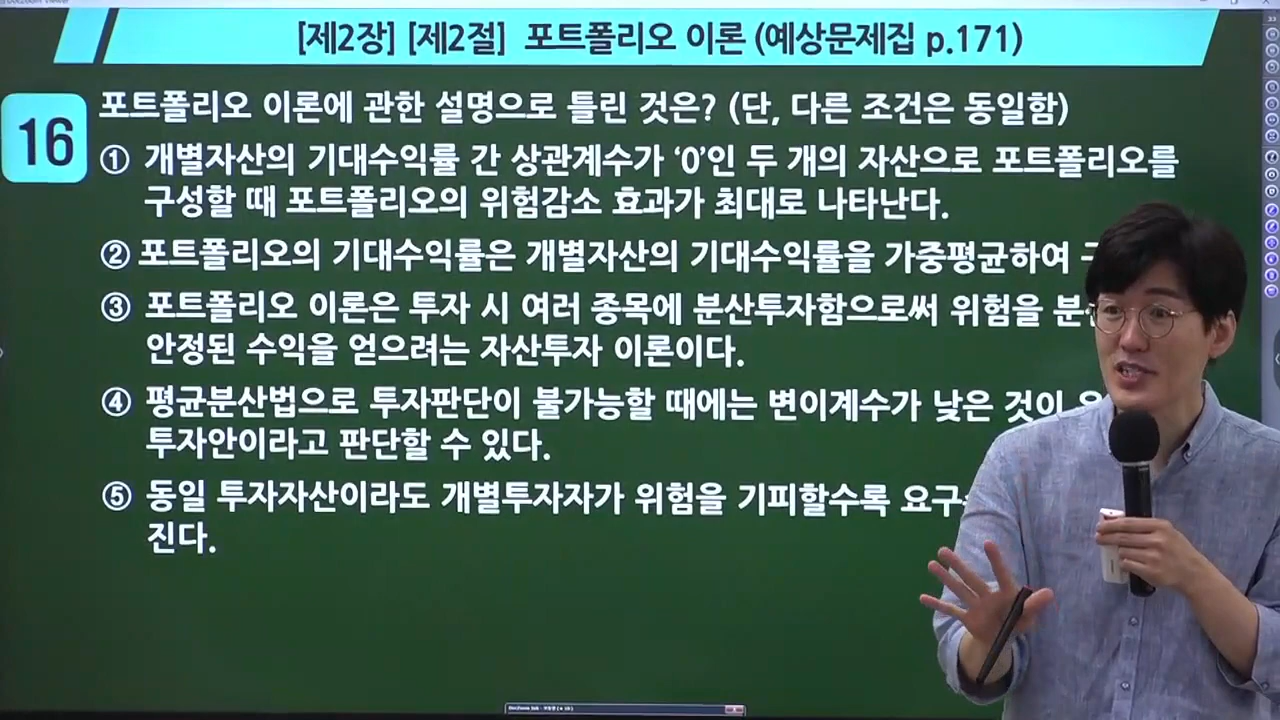 [제2장] [제2절] 포트폴리오 이론 (예상문제집 p.171)
16
포트폴리오 이론에 관한 설명으로 틀린 것은? (단, 다른 조건은 동일함)
① 개별자산의 기대수익률 간 상관계수가 ‘0’인 두 개의 자산으로 포트폴리오를
구성할 때 포트폴리오의 위험감소 효과가 최대로 나타난다.
② 포트폴리오의 기대수익률은 개별자산의 기대수익률을 가중평균하여
③ 포트폴리오 이론은 투자 시 여러 종목에 분산투자함으로써 위험을
안정된 수익을 얻으려는 자산투자 이론이다.
④ 평균분산법으로 투자판단이 불가능할 때에는 변이계수가 낮은 것이
투자안이라고 판단할 수 있다.
⑤ 동일 투자자산이라도 개별투자자가 위험을 기피할수록
진다.